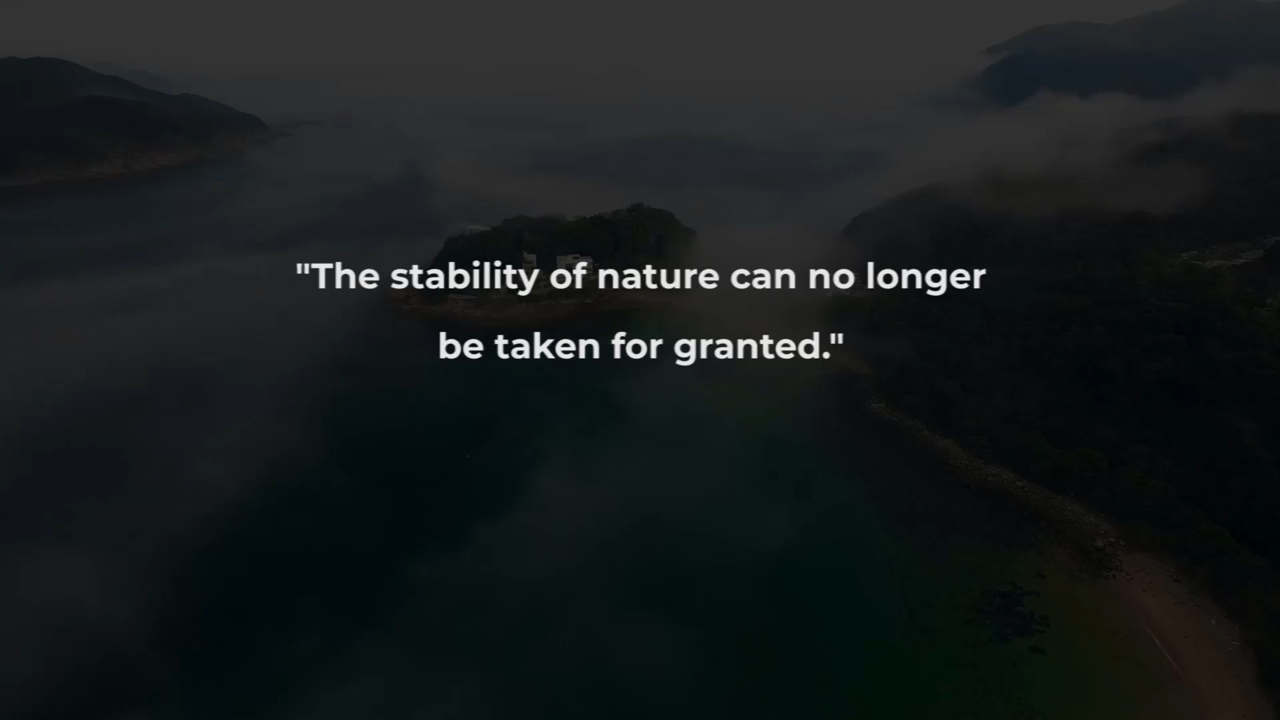 "The stability of nature can no longer
be taken for granted."